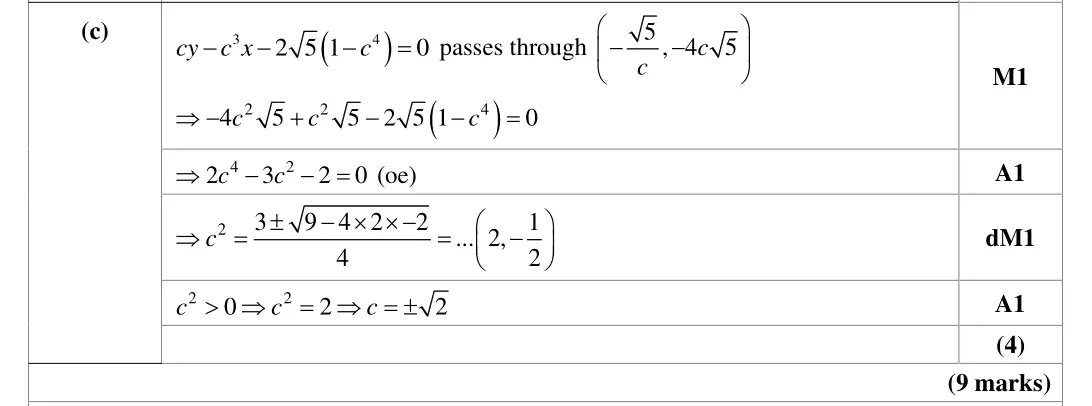 (c)
cy − c³x − 2√5(1 − c⁴) = 0 passes through (−√5/c, −4c√5)
M1
⇒ −4c²√5 + c²√5 − 2√5(1 − c⁴) = 0
⇒ 2c⁴ − 3c² − 2 = 0 (oe)
A1
⇒ c² = (3 ± √(9 − 4 × 2 × −2))/4 = ...(2, −1/2)
dM1
c² > 0 ⇒ c² = 2 ⇒ c = ±√2
A1
(4)
(9 marks)